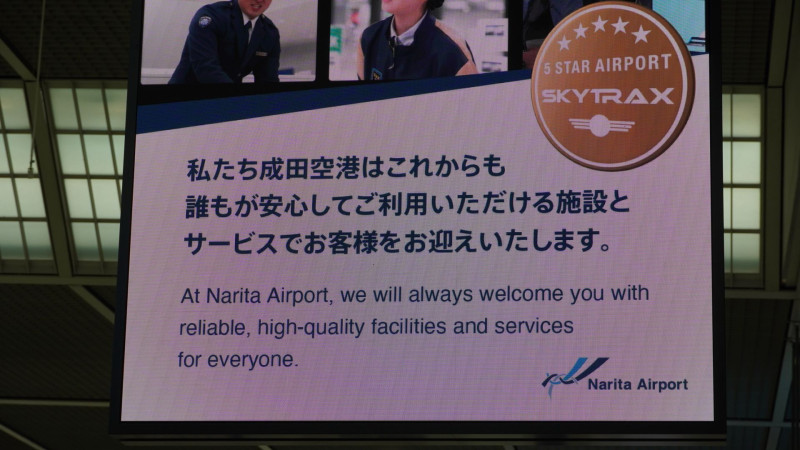 5 STAR AIRPORT
SKYTRAX
私たち成田空港はこれからも
誰もが安心してご利用いただける施設と
サービスでお客様をお迎えいたします。
At Narita Airport, we will always welcome you with
reliable, high-quality facilities and services
for everyone.
Narita Airport